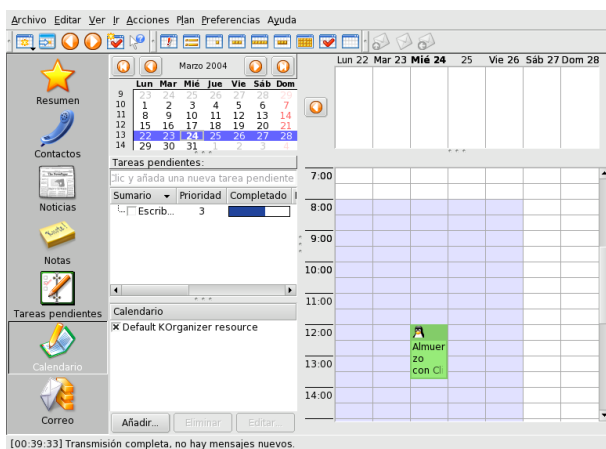 Archivo Editar Ver Ir Acciones Plan Preferencias Ayuda
Resumen
Contactos
Noticias
Notas
Tareas pendientes
Calendario
Correo
Marzo 2004
Lun Mar Mié Jue Vie Sáb Dom
9 23 24 25 26 27 28 29
10 1 2 3 4 5 6 7
11 8 9 10 11 12 13 14
12 15 16 17 18 19 20 21
13 22 23 24 25 26 27 28
14 29 30 31 1 2 3 4
Tareas pendientes:
Clic y añada una nueva tarea pendiente
Sumario Prioridad Completado
Escrib... 3
Calendario
Default KOrganizer resource
Añadir... Eliminar Editar...
Lun 22 Mar 23 Mié 24 25 Vie 26 Sáb 27 Dom 28
7:00
8:00
9:00
10:00
11:00
12:00
13:00
14:00
Almuer
zo
con Cli
[00:39:33] Transmisión completa, no hay mensajes nuevos.